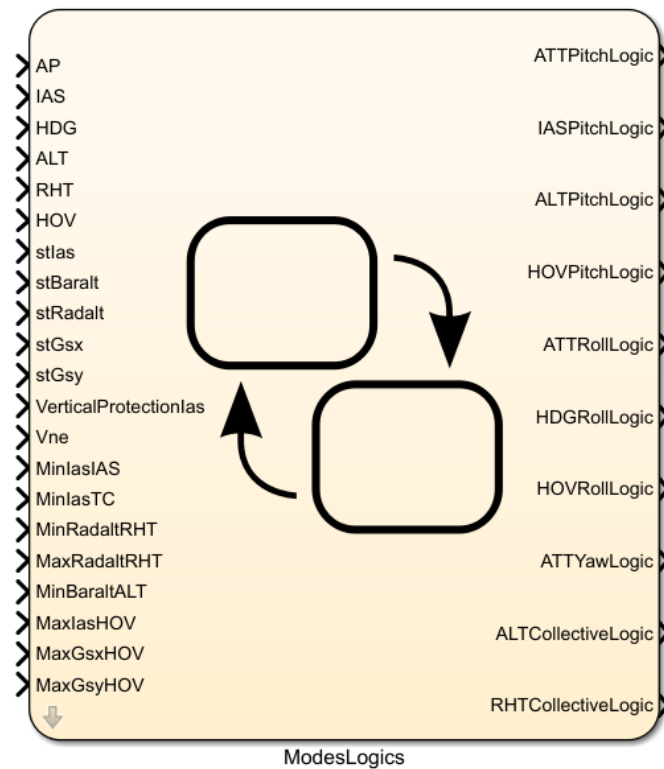 AP
IAS
HDG
ALT
RHT
HOV
stIas
stBaralt
stRadalt
stGsx
stGsy
VerticalProtectionIas
Vne
MinIasIAS
MinIasTC
MinRadaltRHT
MaxRadaltRHT
MinBaraltALT
MaxIasHOV
MaxGsxHOV
MaxGsyHOV
ATTPitchLogic
IASPitchLogic
ALTPitchLogic
HOVPitchLogic
ATTRollLogic
HDGRollLogic
HOVRollLogic
ATTYawLogic
ALTCollectiveLogic
RHTCollectiveLogic
ModesLogics